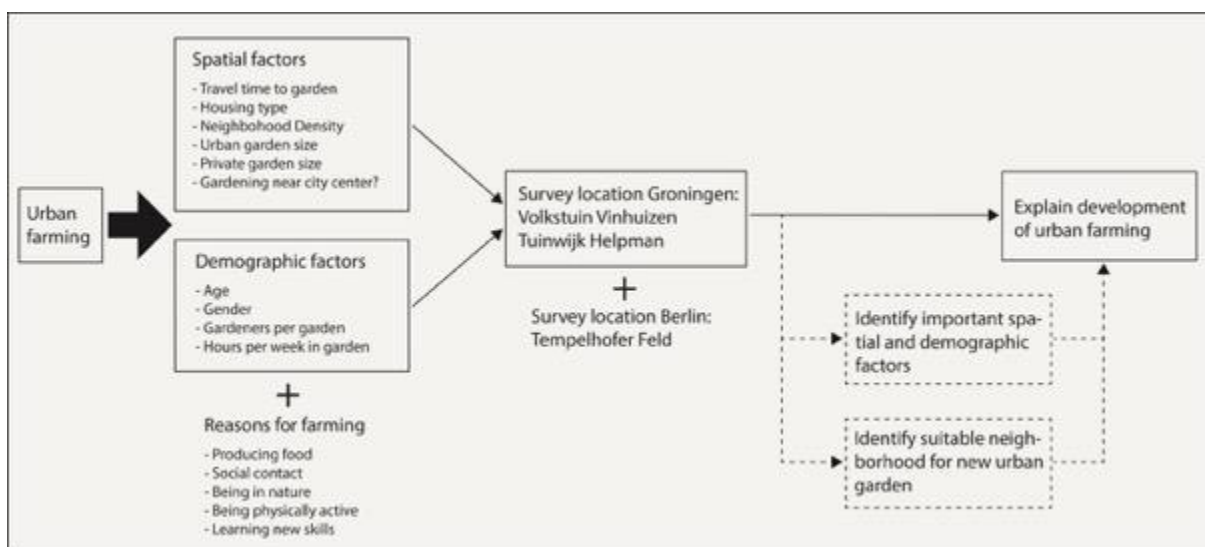 Urban
farming
Spatial factors
- Travel time to garden
- Housing type
- Neighbohood Density
- Urban garden size
- Private garden size
- Gardening near city center?
Demographic factors
- Age
- Gender
- Gardeners per garden
- Hours per week in garden
+
Reasons for farming
- Producing food
- Social contact
- Being in nature
- Being physically active
- Learning new skills
Survey location Groningen:
Volkstuin Vinhuizen
Tuinwijk Helpman
+
Survey location Berlin:
Tempelhofer Feld
Explain development
of urban farming
Identify important spa-
tial and demographic
factors
Identify suitable neigh-
borhood for new urban
garden